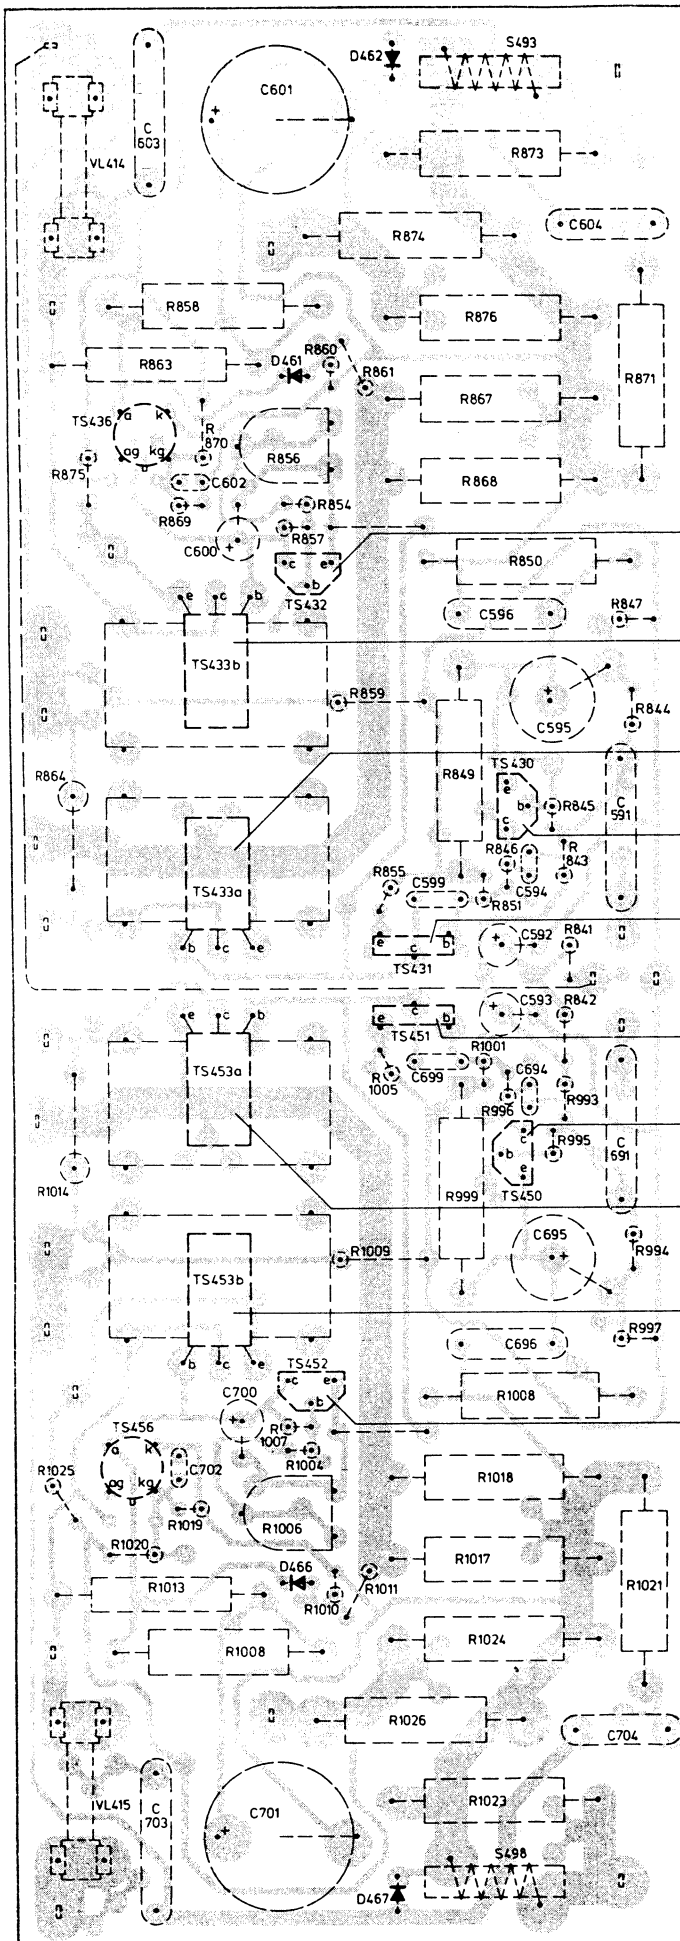 D462
S493
C601
C
603
VL414
R873
C604
R874
R858
R876
R860
D461
R861
R863
R871
R867
TS436
a
k
ag
kg
R
870
R856
R875
R868
C602
R869
R854
R857
C600
c
e
b
R850
TS432
e
c
b
C596
R847
TS433b
R859
R844
C595
R864
R849
TS430
e
b
c
R845
C
591
R846
R
843
R855
C599
C594
TS433a
R851
b
c
e
e
c
b
TS431
C592
R841
e
c
b
e
c
b
TS451
C593
R842
TS453a
R
1005
C699
R1001
C694
R996
R993
R995
C
691
c
b
e
TS450
R1014
R999
C695
R1009
R994
TS453b
R997
C696
b
c
e
TS452
c
e
b
R1008
C700
R
1007
R1004
TS456
a
k
ag
kg
C702
R1025
R1018
R1019
R1006
R1020
R1017
D466
R1011
R1013
R1010
R1021
R1008
R1024
R1026
C704
VL415
C
703
C701
R1023
S498
D467